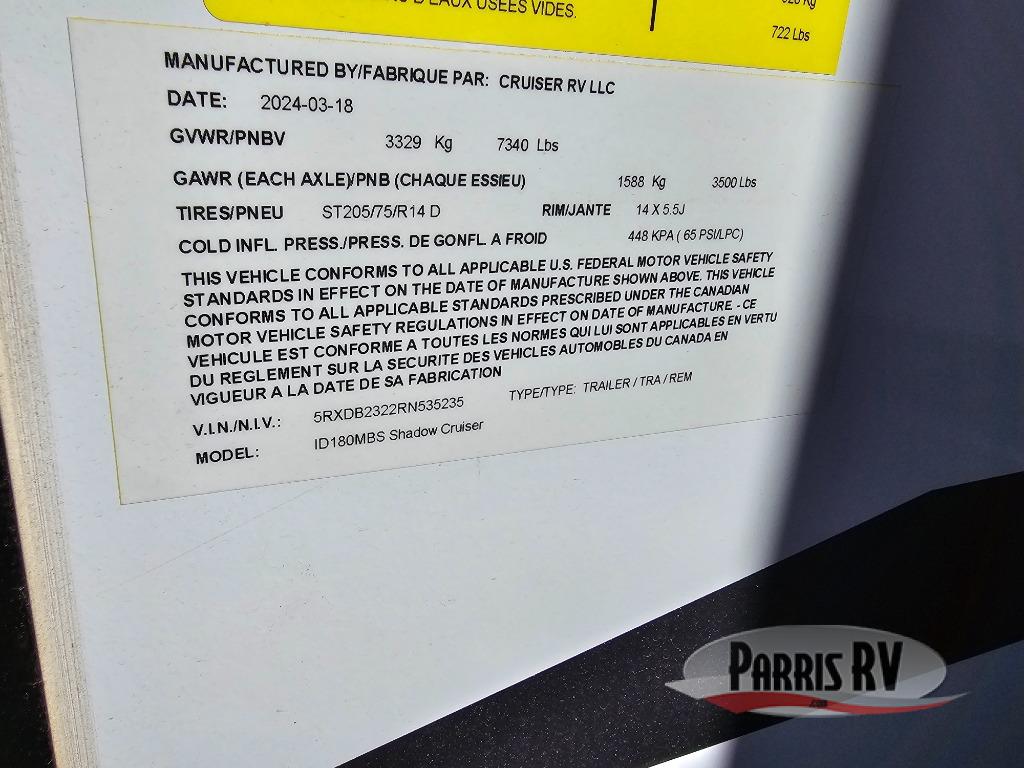 D'EAUX USÉES VIDES.
Kg
722 Lbs
MANUFACTURED BY/FABRIQUE PAR: CRUISER RV LLC
DATE: 2024-03-18
GVWR/PNBV 3329 Kg 7340 Lbs
GAWR (EACH AXLE)/PNB (CHAQUE ESSIEU) 1588 Kg 3500 Lbs
TIRES/PNEU ST205/75/R14 D RIM/JANTE 14 X 5.5J
COLD INFL. PRESS./PRESS. DE GONFL. A FROID 448 KPA ( 65 PSI/LPC)
THIS VEHICLE CONFORMS TO ALL APPLICABLE U.S. FEDERAL MOTOR VEHICLE SAFETY
STANDARDS IN EFFECT ON THE DATE OF MANUFACTURE SHOWN ABOVE. THIS VEHICLE
CONFORMS TO ALL APPLICABLE STANDARDS PRESCRIBED UNDER THE CANADIAN
MOTOR VEHICLE SAFETY REGULATIONS IN EFFECT ON DATE OF MANUFACTURE. - CE
VEHICULE EST CONFORME A TOUTES LES NORMES QUI LUI SONT APPLICABLES EN VERTU
DU REGLEMENT SUR LA SECURITE DES VEHICLES AUTOMOBLES DU CANADA EN
VIGUEUR A LA DATE DE SA FABRICATION
V.I.N./N.I.V.: 5RXDB2322RN535235 TYPE/TYPE: TRAILER / TRA / REM
MODEL: ID180MBS Shadow Cruiser
PARRIS RV
.com